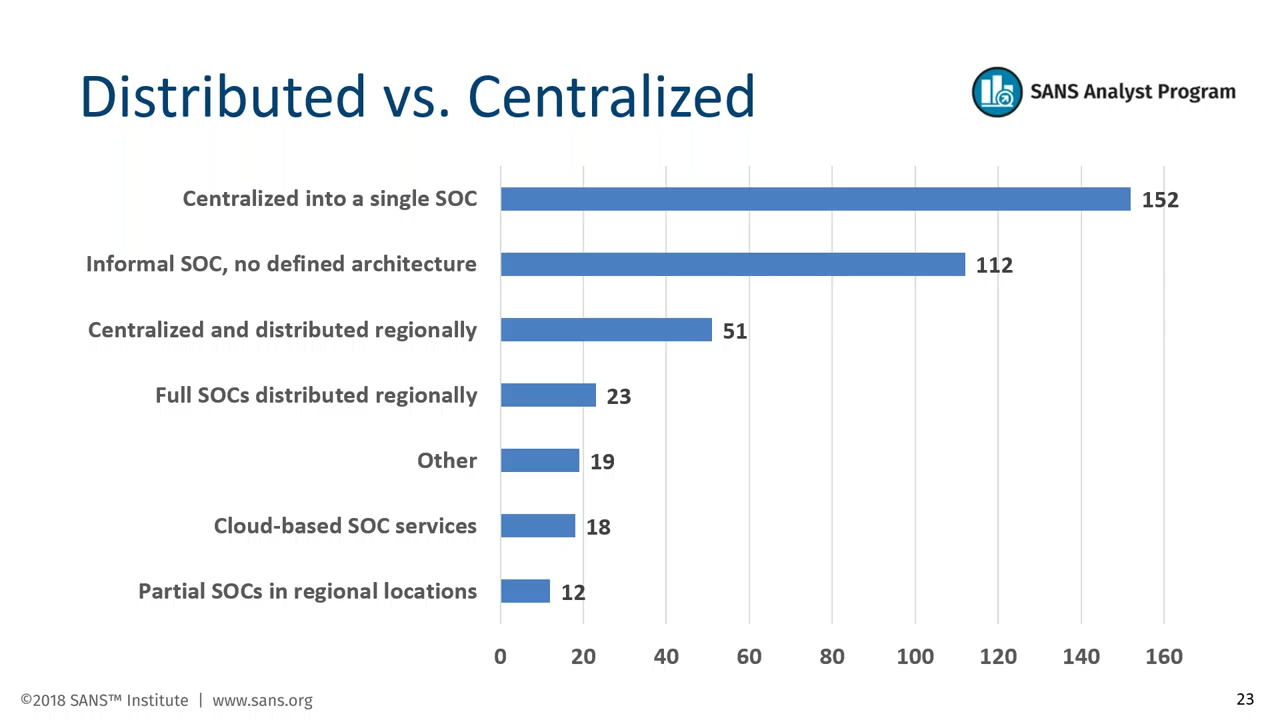 Distributed vs. Centralized
SANS Analyst Program
Centralized into a single SOC 152
Informal SOC, no defined architecture 112
Centralized and distributed regionally 51
Full SOCs distributed regionally 23
Other 19
Cloud-based SOC services 18
Partial SOCs in regional locations 12
0 20 40 60 80 100 120 140 160
©2018 SANS™ Institute | www.sans.org
23